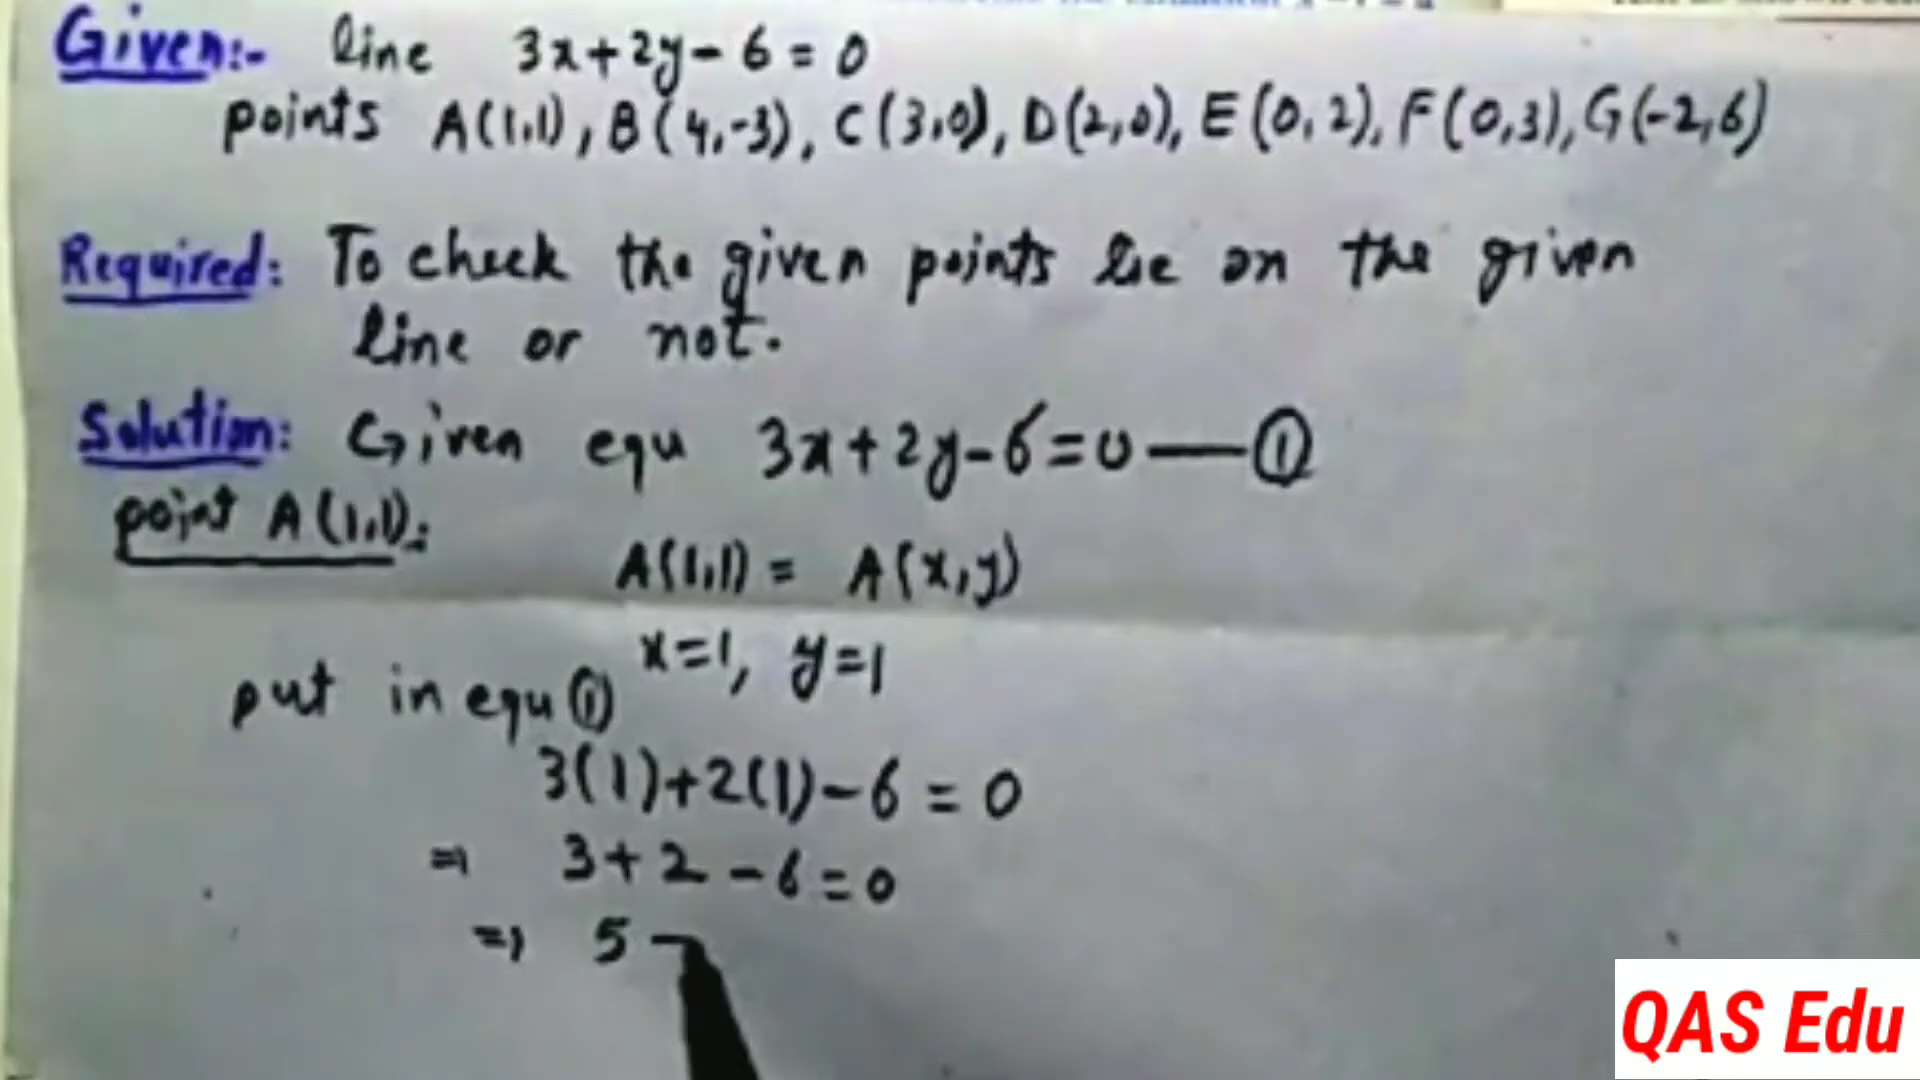 Given:- line 3x+2y-6=0
points A(1,1), B(4,-3), C(3,0), D(2,0), E(0,2), F(0,3), G(-2,6)
Required: To check the given points lie on the given
line or not.
Solution: Given equ 3x+2y-6=0—①
point A(1,1):
A(1,1) = A(x,y)
x=1, y=1
put in equ①
3(1)+2(1)-6=0
⇒ 3+2-6=0
⇒ 5-
QAS Edu